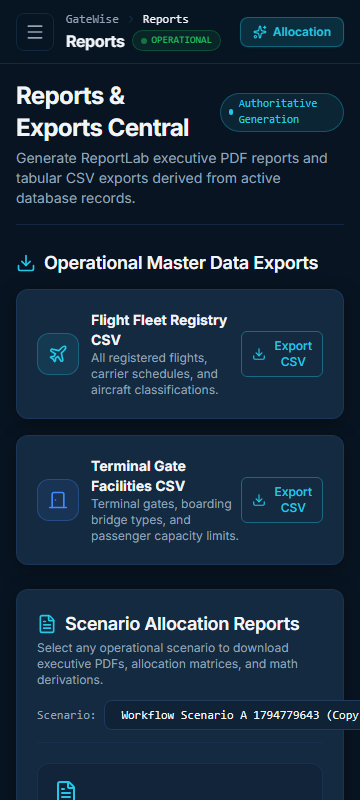 GateWise › Reports
Reports
OPERATIONAL
Allocation
Reports &
Exports Central
Authoritative
Generation
Generate ReportLab executive PDF reports and
tabular CSV exports derived from active
database records.
Operational Master Data Exports
Flight Fleet Registry
CSV
All registered flights,
carrier schedules, and
aircraft classifications.
Export
CSV
Terminal Gate
Facilities CSV
Terminal gates, boarding
bridge types, and
passenger capacity limits.
Export
CSV
Scenario Allocation Reports
Select any operational scenario to download
executive PDFs, allocation matrices, and math
derivations.
Scenario:
Workflow Scenario A 1794779643 (Copy